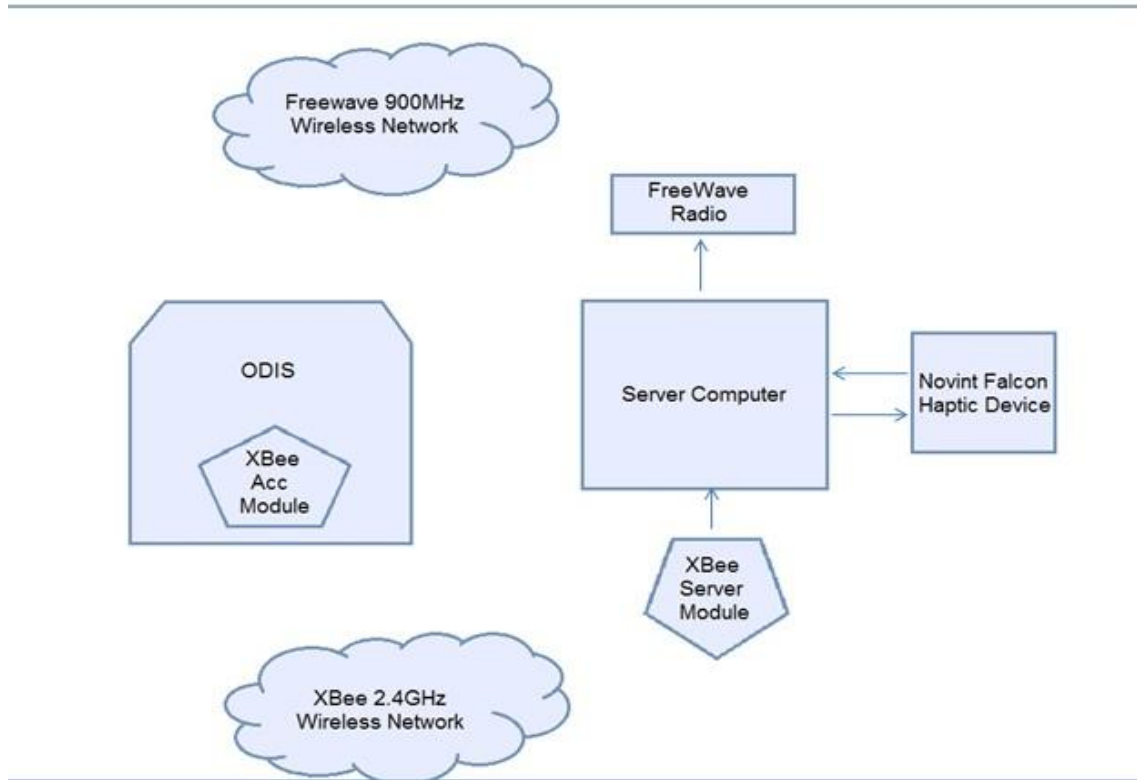 Freewave 900MHz
Wireless Network
FreeWave
Radio
ODIS
XBee
Acc
Module
Server Computer
Novint Falcon
Haptic Device
XBee
Server
Module
XBee 2.4GHz
Wireless Network